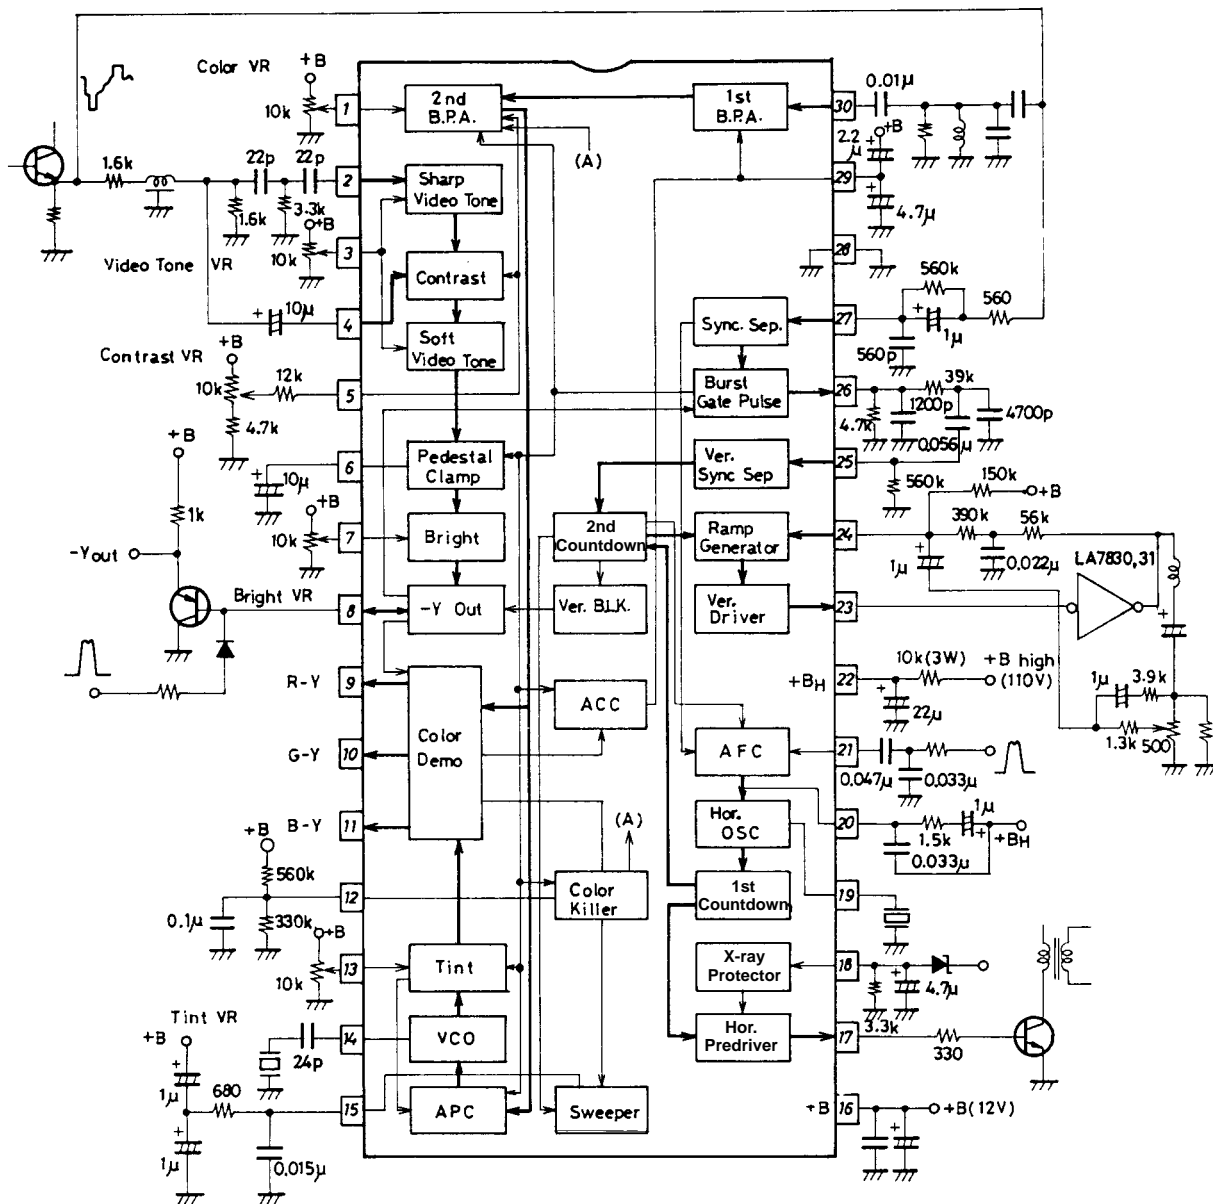 Color VR
+B
10k
1
2nd
B.P.A.
1st
B.P.A.
30
0.01μ
(A)
2.2
μ
+B
29
4.7μ
1.6k
22p
22p
2
Sharp
Video Tone
1.6k
3.3k
+B
10k
3
Video Tone VR
28
10μ
4
Contrast
560k
560
27
1μ
560p
Sync. Sep.
Soft
Video Tone
Contrast VR
+B
10k
12k
5
4.7k
Burst
Gate Pulse
26
39k
4.7k
1200p
0.056μ
4700p
+B
6
10μ
Pedestal
Clamp
Ver.
Sync Sep
25
560k
150k
+B
1k
+B
10k
7
Bright
2nd
Countdown
Ramp
Generator
24
390k
56k
1μ
0.022μ
LA7830,31
-Yout
Bright VR
8
-Y Out
Ver. B.L.K.
Ver.
Driver
23
R-Y
9
10k(3W)
+B high
(110V)
+BH
22
22μ
1μ
3.9k
1.3k
500
ACC
G-Y
10
Color
Demo
AFC
21
0.047μ
0.033μ
B-Y
11
(A)
Hor.
OSC
20
1μ
1.5k
+BH
0.033μ
+B
560k
12
0.1μ
330k
Color
Killer
1st
Countdown
19
+B
10k
13
Tint
X-ray
Protector
18
4.7μ
Tint VR
14
24p
VCO
Hor.
Predriver
17
3.3k
330
+B
1μ
680
15
APC
Sweeper
+B
16
+B(12V)
1μ
0.015μ